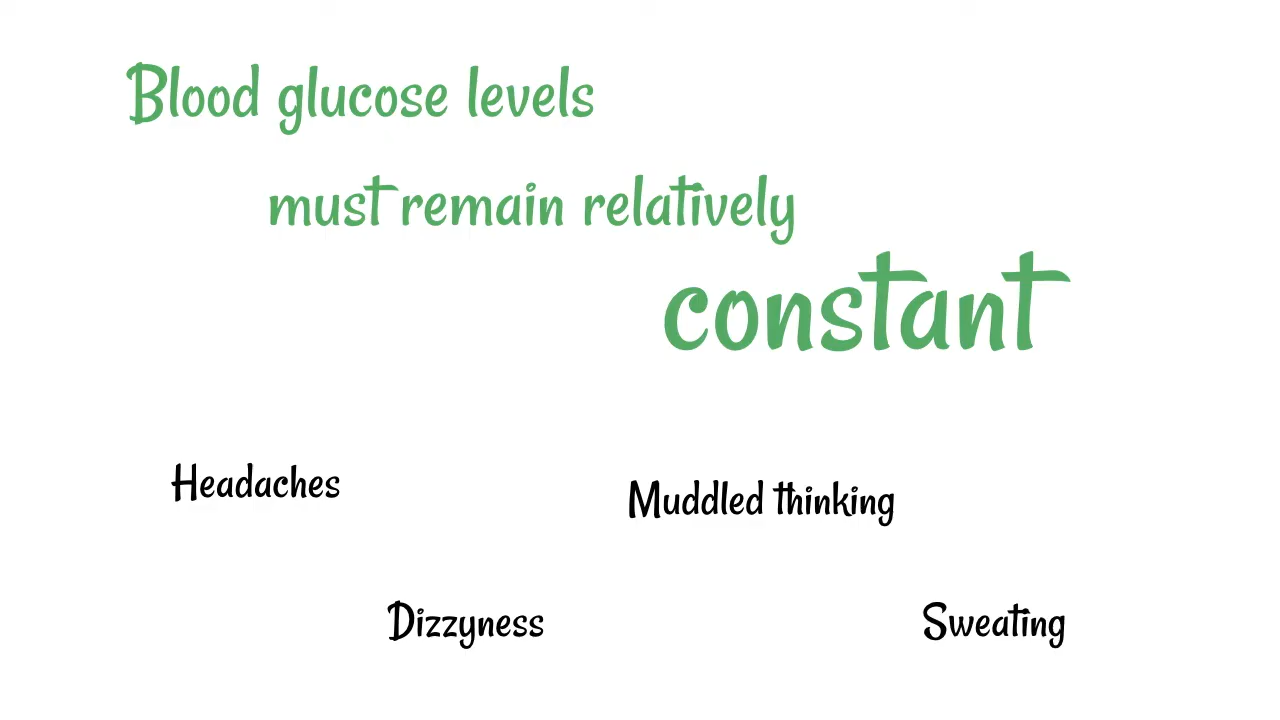 Blood glucose levels
must remain relatively
constant
Headaches
Muddled thinking
Dizzyness
Sweating